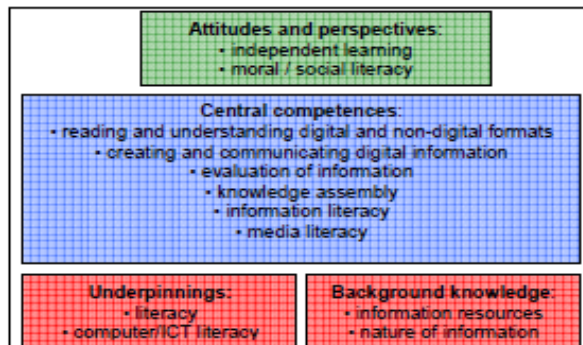 Attitudes and perspectives:
• independent learning
• moral / social literacy
Central competences:
• reading and understanding digital and non-digital formats
• creating and communicating digital information
• evaluation of information
• knowledge assembly
• information literacy
• media literacy
Underpinnings:
• literacy
• computer/ICT literacy
Background knowledge:
• information resources
• nature of information